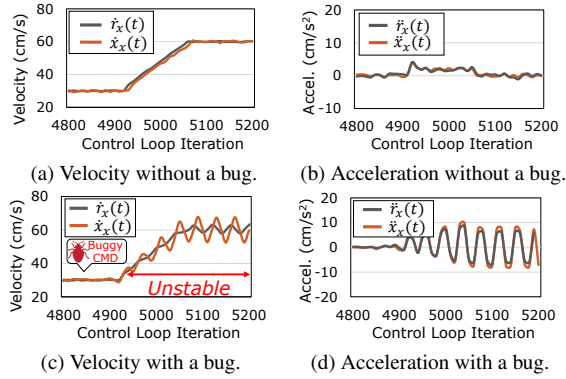 80
60
40
20
Velocity (cm/s)
ṙₓ(t)
ẋₓ(t)
4800 4900 5000 5100 5200
Control Loop Iteration
(a) Velocity without a bug.
20
10
0
-10
Accel. (cm/s²)
r̈ₓ(t)
ẍₓ(t)
4800 4900 5000 5100 5200
Control Loop Iteration
(b) Acceleration without a bug.
80
60
40
20
Velocity (cm/s)
ṙₓ(t)
ẋₓ(t)
Buggy
CMD
Unstable
4800 4900 5000 5100 5200
Control Loop Iteration
(c) Velocity with a bug.
20
10
0
-10
-20
Accel. (cm/s²)
r̈ₓ(t)
ẍₓ(t)
4800 4900 5000 5100 5200
Control Loop Iteration
(d) Acceleration with a bug.